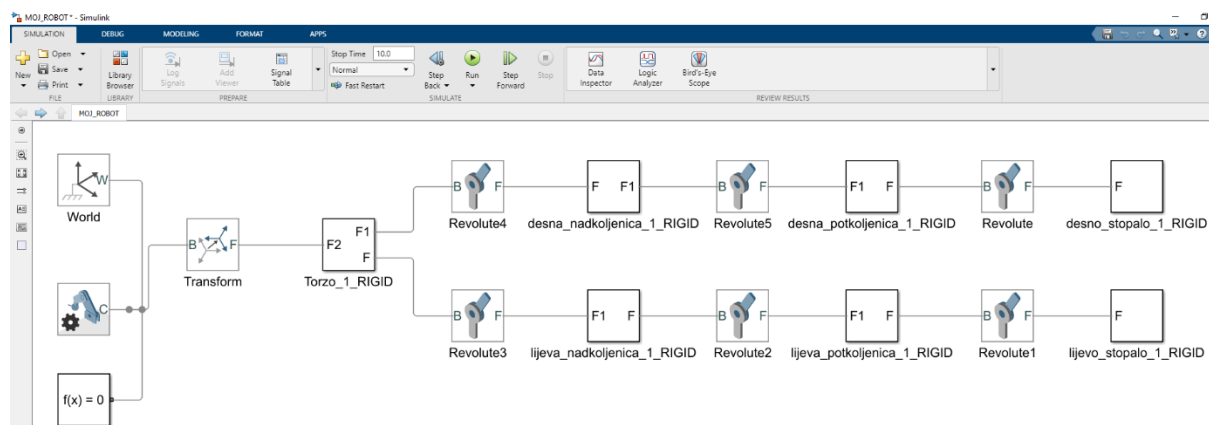 MOJ_ROBOT * - Simulink
SIMULATION DEBUG MODELING FORMAT APPS
New
Open
Save
Print
FILE
Library Browser
LIBRARY
Log Signals
Add Viewer
Signal Table
PREPARE
Stop Time 10.0
Normal
Fast Restart
Step Back
Run
Step Forward
Stop
SIMULATE
Data Inspector
Logic Analyzer
Bird's-Eye Scope
REVIEW RESULTS
MOJ_ROBOT
W
World
C
f(x) = 0
B F
Transform
F2 F1 F
Torzo_1_RIGID
B F
Revolute4
F F1
desna_nadkoljenica_1_RIGID
B F
Revolute5
F1 F
desna_potkoljenica_1_RIGID
B F
Revolute
F
desno_stopalo_1_RIGID
B F
Revolute3
F1 F
lijeva_nadkoljenica_1_RIGID
B F
Revolute2
F1 F
lijeva_potkoljenica_1_RIGID
B F
Revolute1
F
lijevo_stopalo_1_RIGID